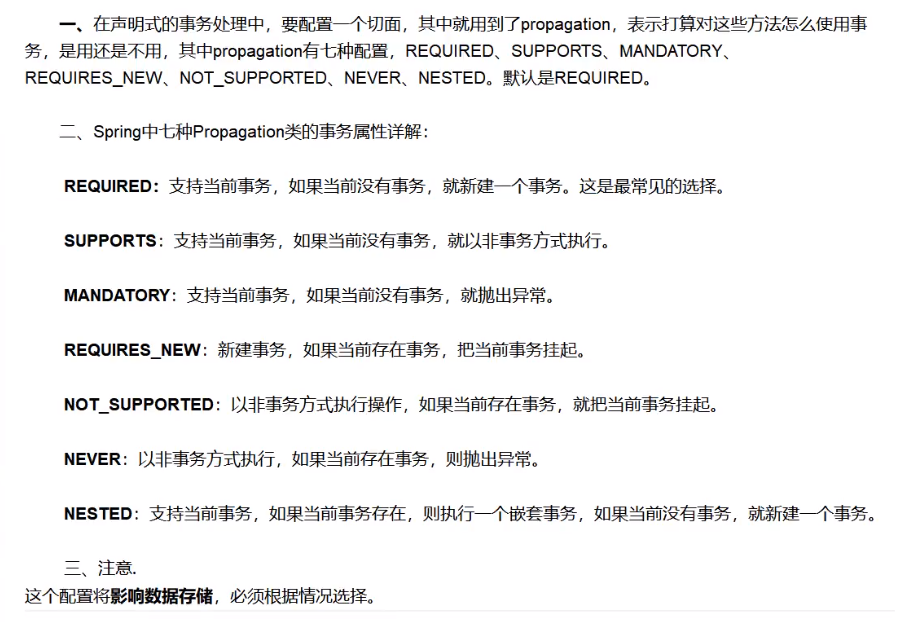 一、在声明式的事务处理中，要配置一个切面，其中就用到了propagation，表示打算对这些方法怎么使用事
务，是用还是不用，其中propagation有七种配置，REQUIRED、SUPPORTS、MANDATORY、
REQUIRES_NEW、NOT_SUPPORTED、NEVER、NESTED。默认是REQUIRED。
二、Spring中七种Propagation类的事务属性详解：
REQUIRED：支持当前事务，如果当前没有事务，就新建一个事务。这是最常见的选择。
SUPPORTS：支持当前事务，如果当前没有事务，就以非事务方式执行。
MANDATORY：支持当前事务，如果当前没有事务，就抛出异常。
REQUIRES_NEW：新建事务，如果当前存在事务，把当前事务挂起。
NOT_SUPPORTED：以非事务方式执行操作，如果当前存在事务，就把当前事务挂起。
NEVER：以非事务方式执行，如果当前存在事务，则抛出异常。
NESTED：支持当前事务，如果当前事务存在，则执行一个嵌套事务，如果当前没有事务，就新建一个事务。
三、注意.
这个配置将影响数据存储，必须根据情况选择。